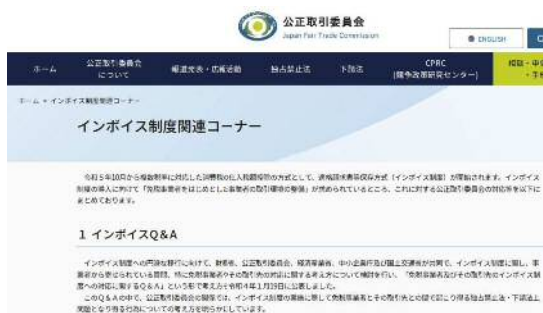 公正取引委員会
Japan Fair Trade Commission
ENGLISH
ホーム
公正取引委員会
について
報道発表・広報活動
独占禁止法
下請法
CPRC
(競争政策研究センター)
相談・申
・手
ホーム > インボイス制度関連コーナー
インボイス制度関連コーナー
令和5年10月から複数税率に対応した消費税の仕入税額控除の方式として、適格請求書等保存方式(インボイス制度)が開始されます。インボイス
制度の導入に向けて「免税事業者をはじめとした事業者の取引環境の整備」が求められているところ、これに対する公正取引委員会の対応等を以下に
まとめております。
1 インボイスQ&A
インボイス制度への円滑な移行に向けて、財務省、公正取引委員会、経済産業省、中小企業庁及び国土交通省が共同で、インボイス制度に関し、事
業者から寄せられている質問、特に免税事業者やその取引先の対応に関する考え方について検討を行い、「免税事業者及びその取引先のインボイス制
度への対応に関するQ&A」という形で考え方を令和4年1月19日に公表しました。
このQ&Aの中で、公正取引委員会の関係では、インボイス制度の実施に際して免税事業者とその取引先との間で起こり得る独占禁止法・下請法上
問題となり得る行為についての考え方を明らかにしています。